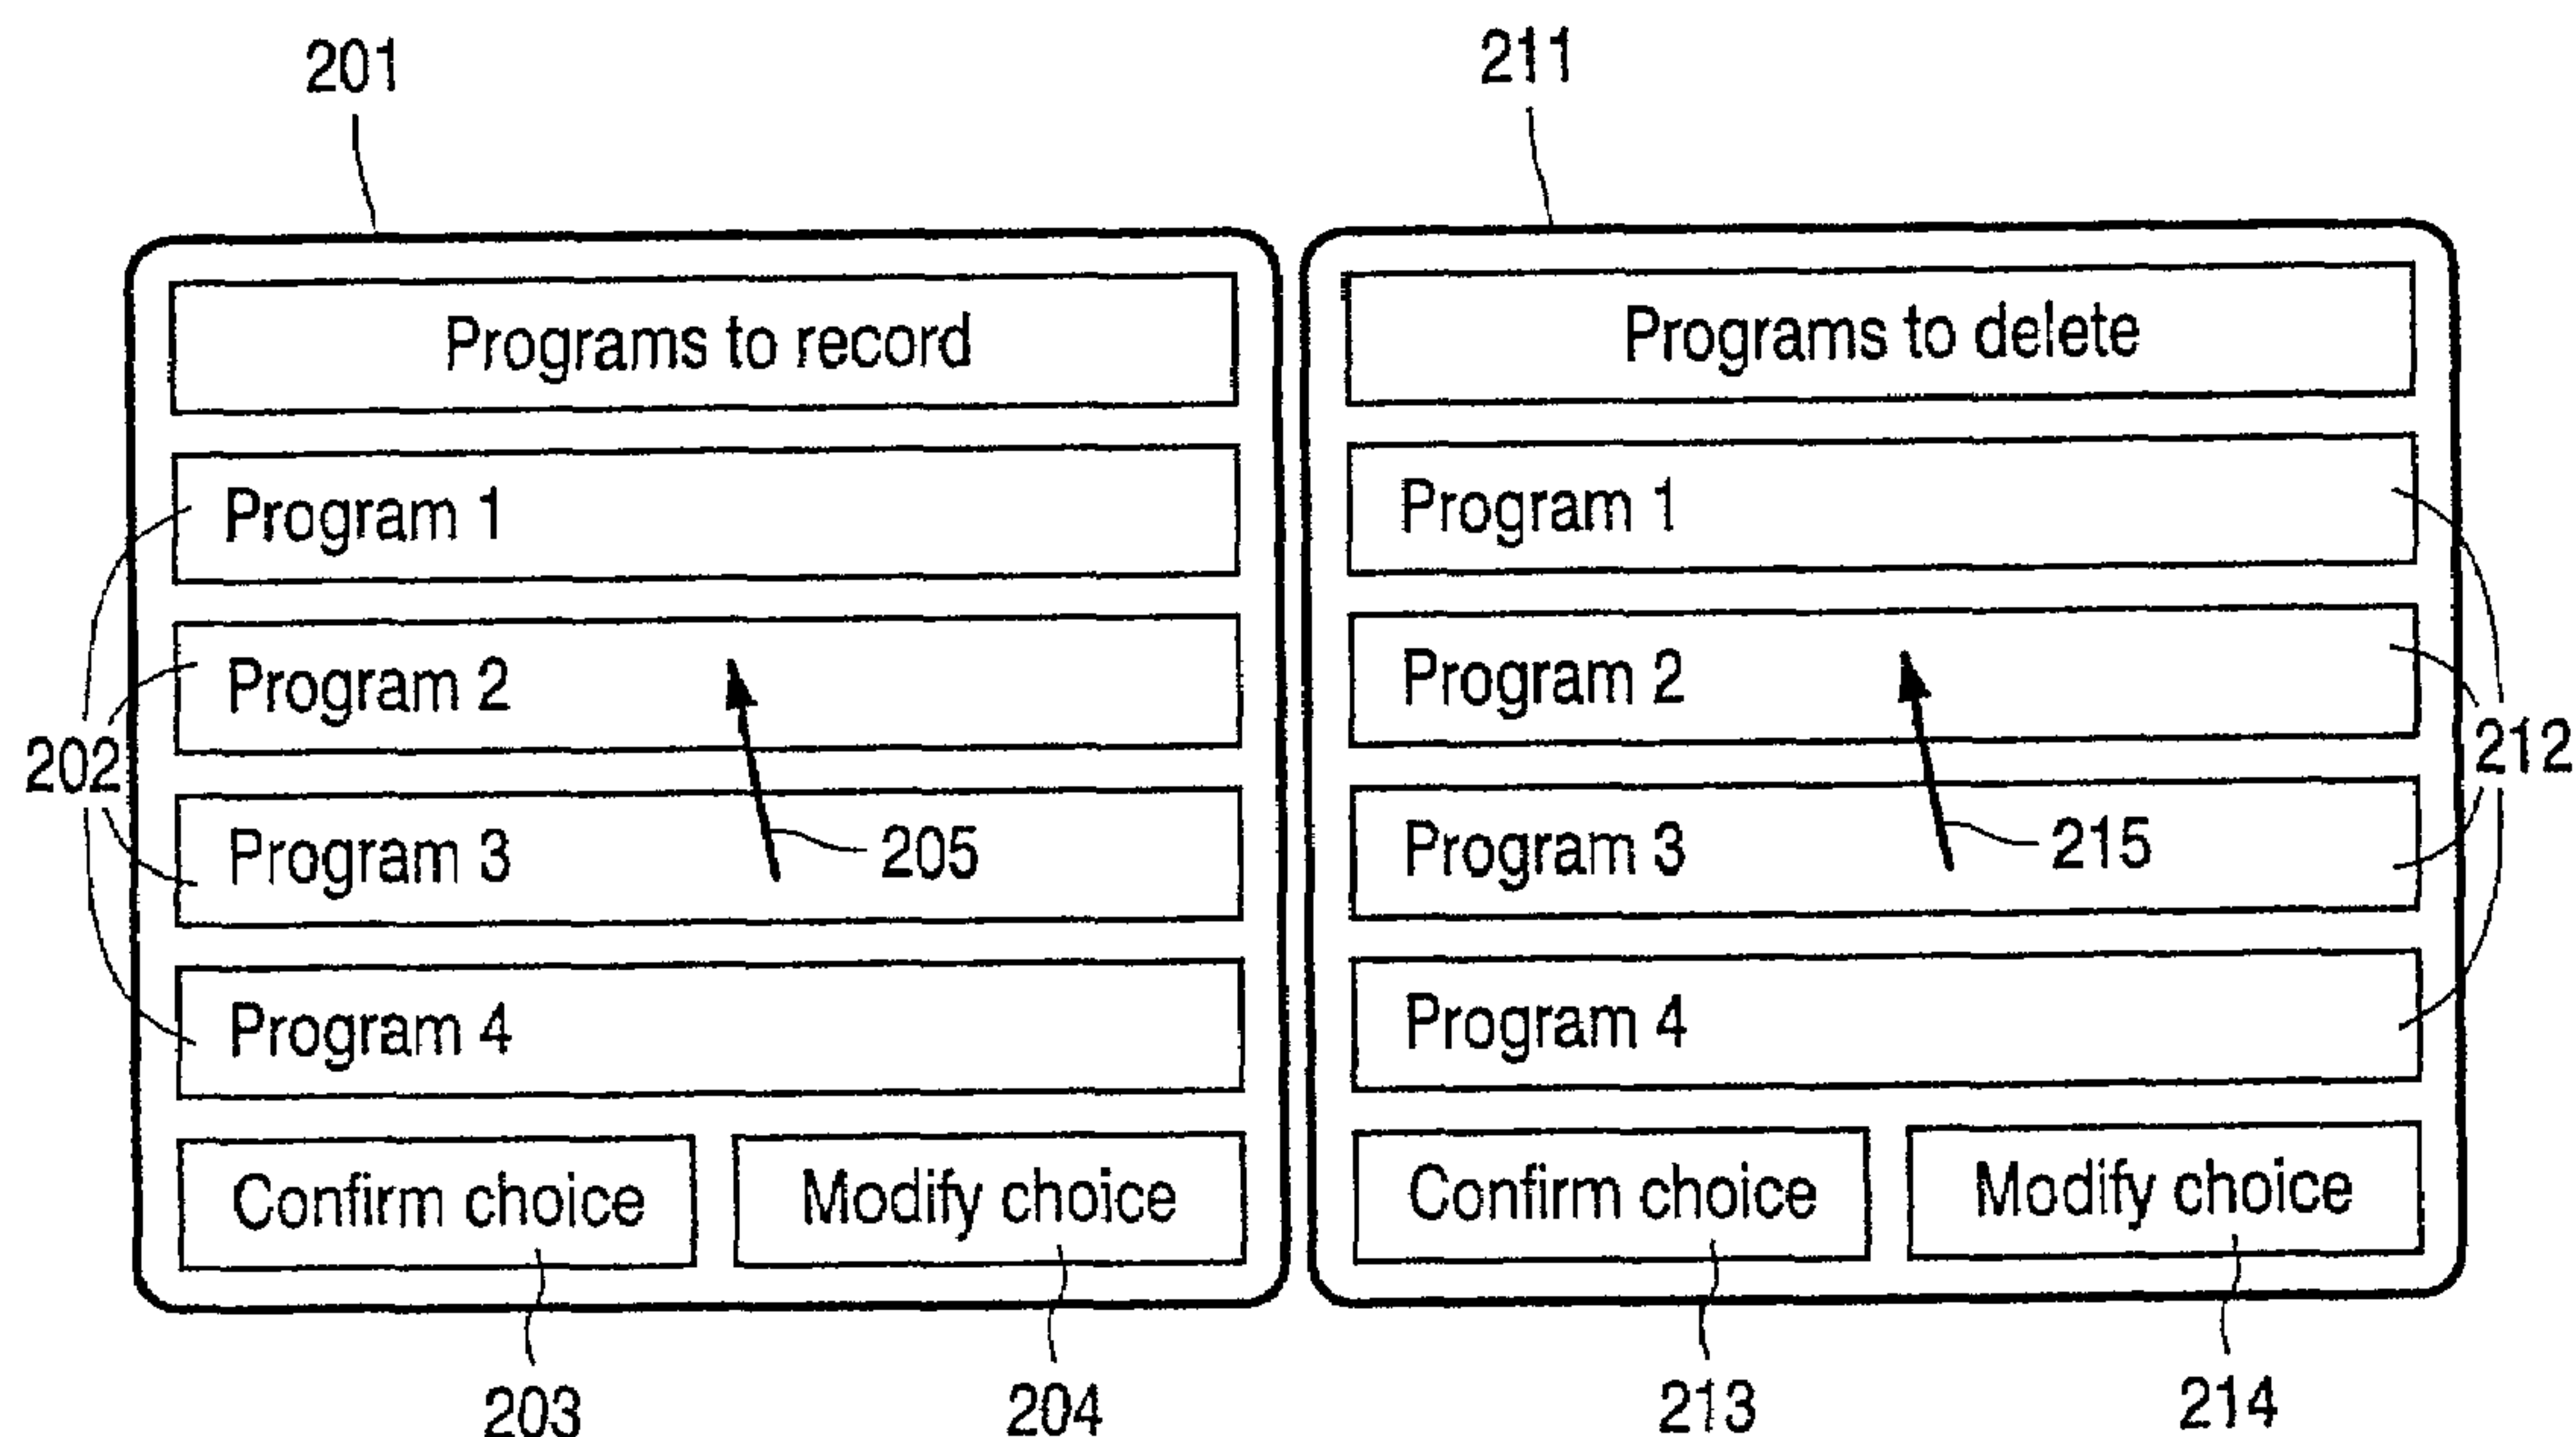 201
211
Programs to record
Program 1
Program 2
202
Program 3
205
Program 4
Confirm choice
Modify choice
203
204
Programs to delete
Program 1
Program 2
212
Program 3
215
Program 4
Confirm choice
Modify choice
213
214